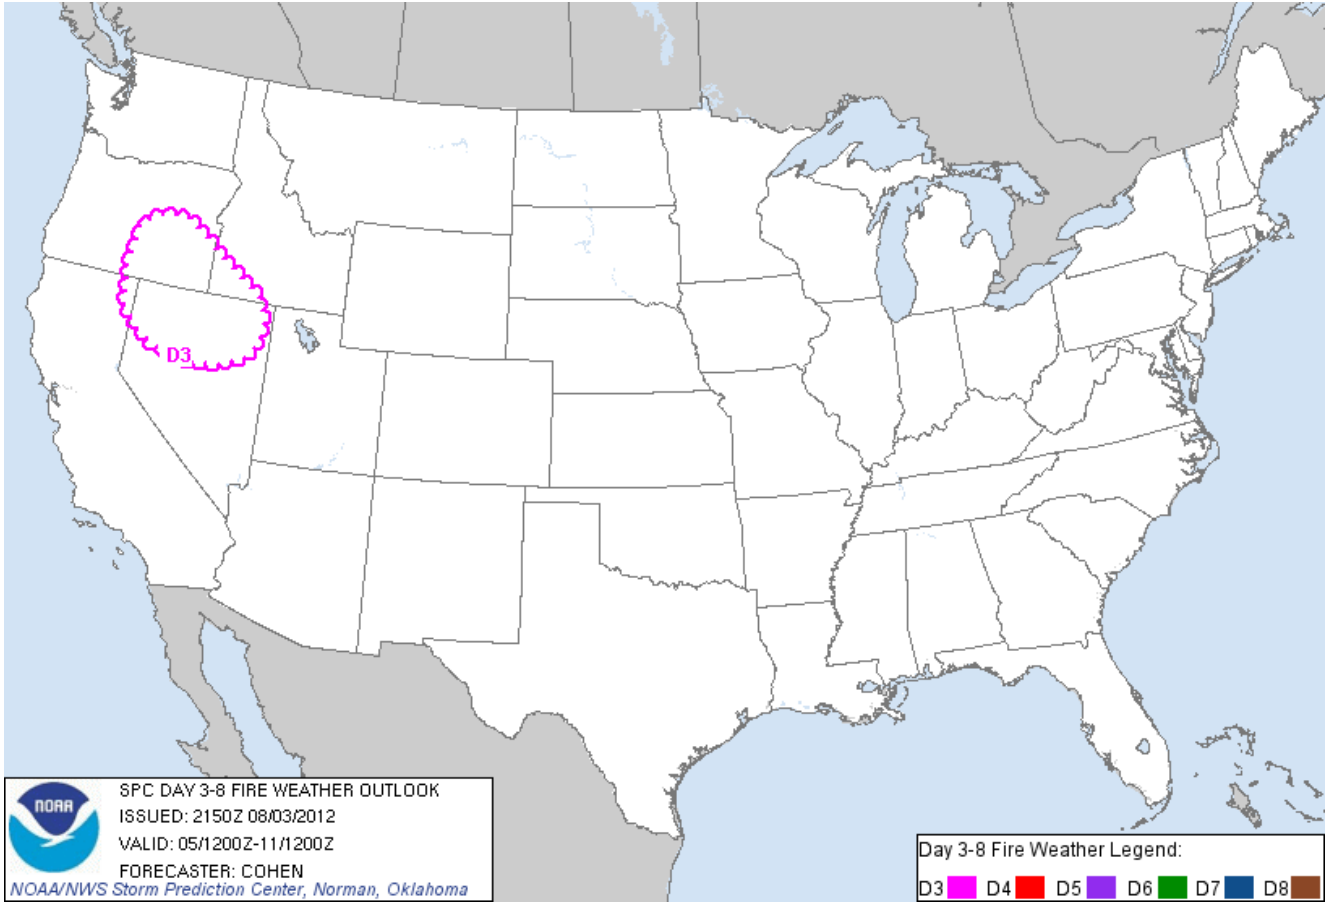 D3
NOAA
SPC DAY 3-8 FIRE WEATHER OUTLOOK
ISSUED: 2150Z 08/03/2012
VALID: 05/1200Z-11/1200Z
FORECASTER: COHEN
NOAA/NWS Storm Prediction Center, Norman, Oklahoma
Day 3-8 Fire Weather Legend:
D3 D4 D5 D6 D7 D8